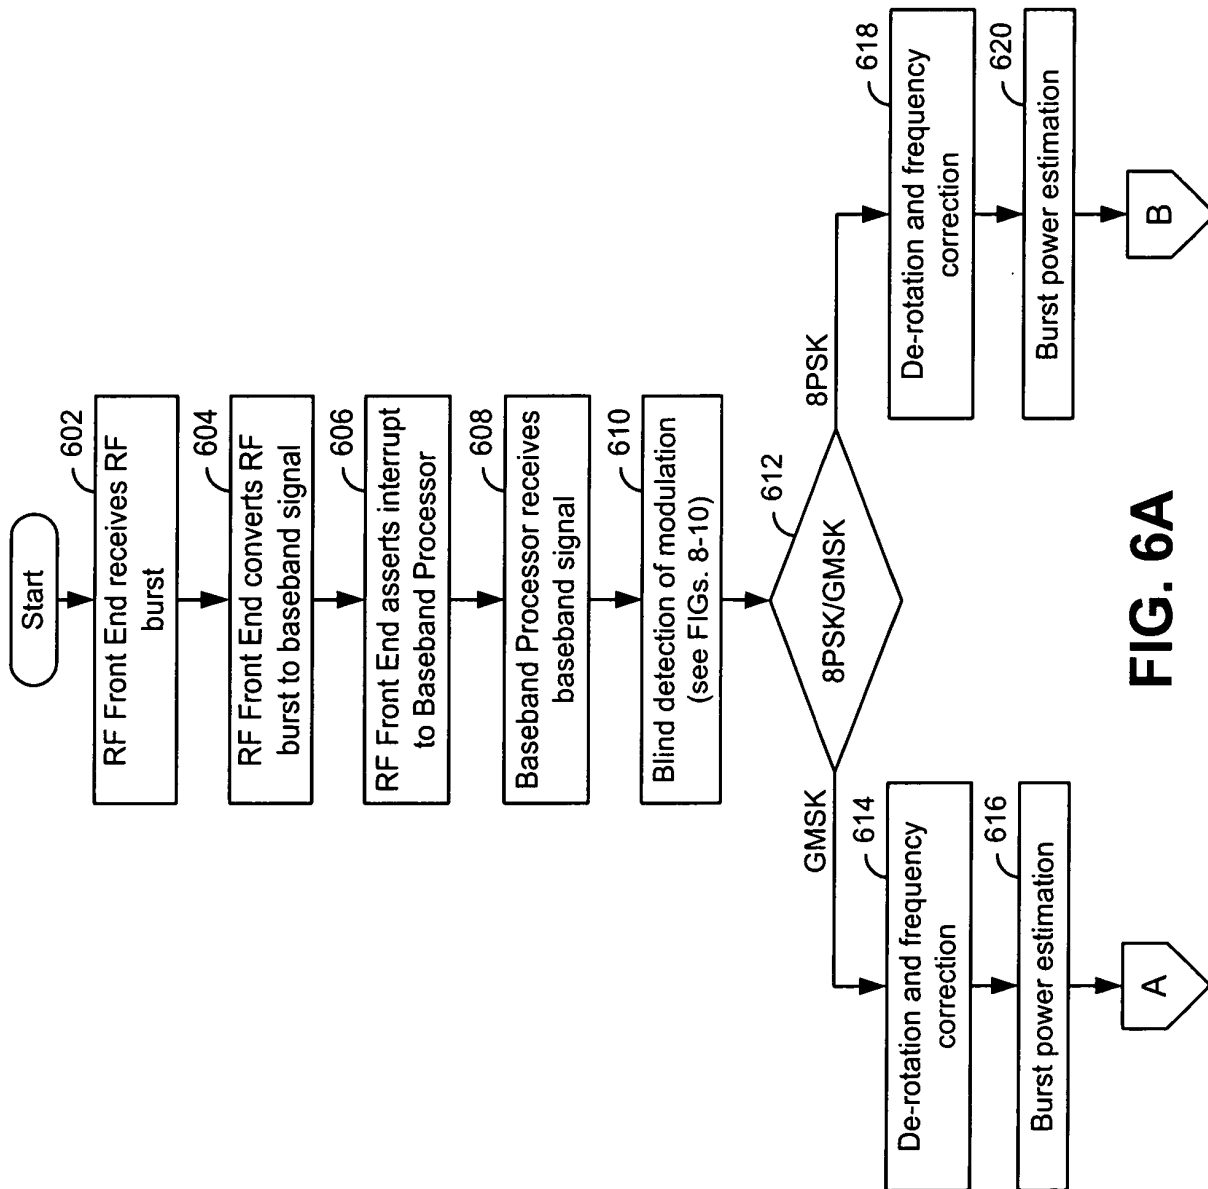 Start
602
RF Front End receives RF
burst
604
RF Front End converts RF
burst to baseband signal
606
RF Front End asserts interrupt
to Baseband Processor
608
Baseband Processor receives
baseband signal
610
Blind detection of modulation
(see FIGs. 8-10)
612
8PSK/GMSK
GMSK
8PSK
614
De-rotation and frequency
correction
616
Burst power estimation
A
618
De-rotation and frequency
correction
620
Burst power estimation
B
FIG. 6A